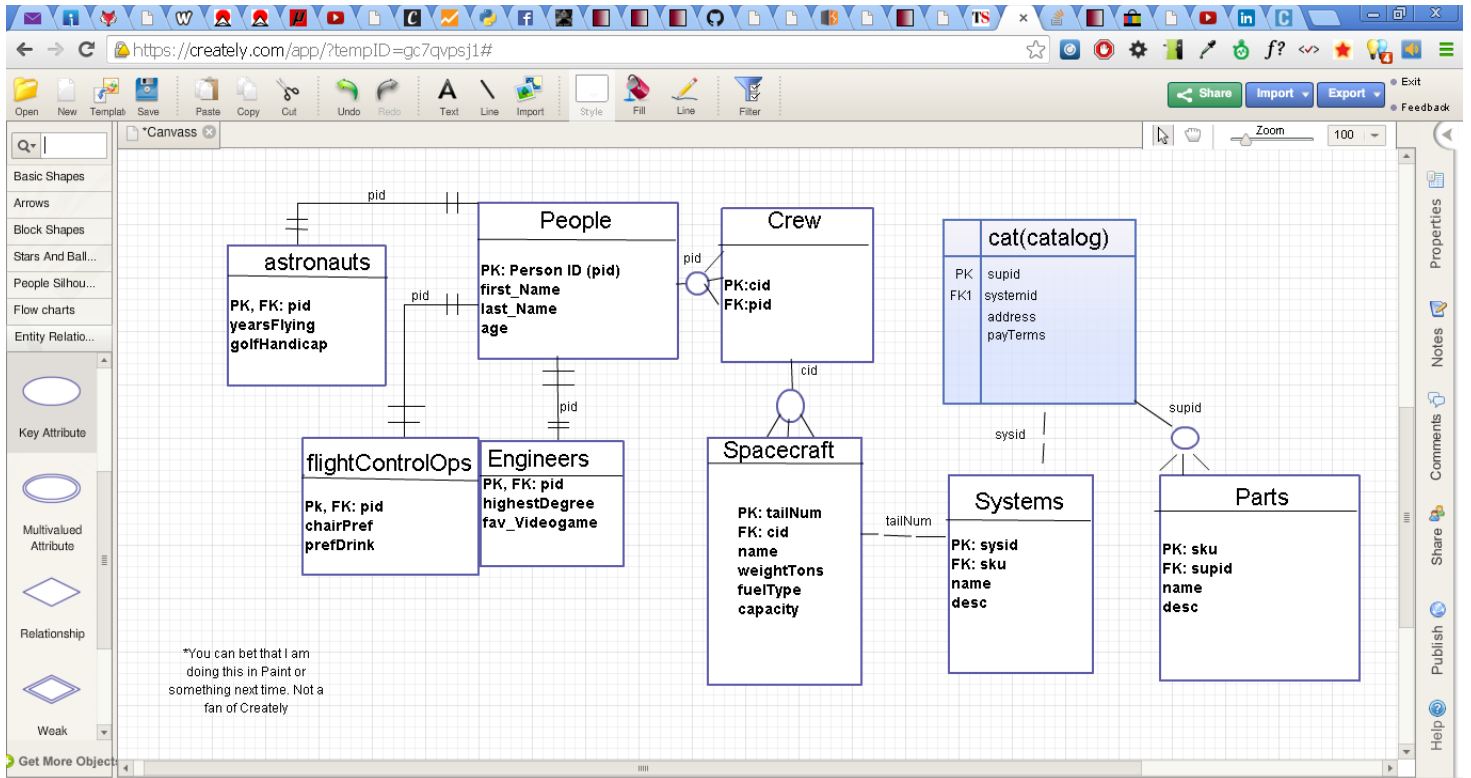 https://creately.com/app/?tempID=gc7qvpsj1#
f?
Open
New
Templat
Save
Paste
Copy
Cut
Undo
Redo
Text
Line
Import
Style
Fill
Line
Filter
Share
Import
Export
Exit
Feedback
*Canvass
Zoom
100
Basic Shapes
Arrows
Block Shapes
Stars And Ball...
People Silhou...
Flow charts
Entity Relatio...
Key Attribute
Multivalued
Attribute
Relationship
Weak
Get More Object
astronauts
PK, FK: pid
yearsFlying
golfHandicap
pid
People
PK: Person ID (pid)
first_Name
last_Name
age
pid
pid
pid
Crew
PK:cid
FK:pid
cid
cat(catalog)
PK supid
FK1 systemid
address
payTerms
sysid
supid
flightControlOps
Pk, FK: pid
chairPref
prefDrink
Engineers
PK, FK: pid
highestDegree
fav_Videogame
Spacecraft
PK: tailNum
FK: cid
name
weightTons
fuelType
capacity
tailNum
Systems
PK: sysid
FK: sku
name
desc
Parts
PK: sku
FK: supid
name
desc
*You can bet that I am
doing this in Paint or
something next time. Not a
fan of Creately
Properties
Notes
Comments
Share
Publish
Help